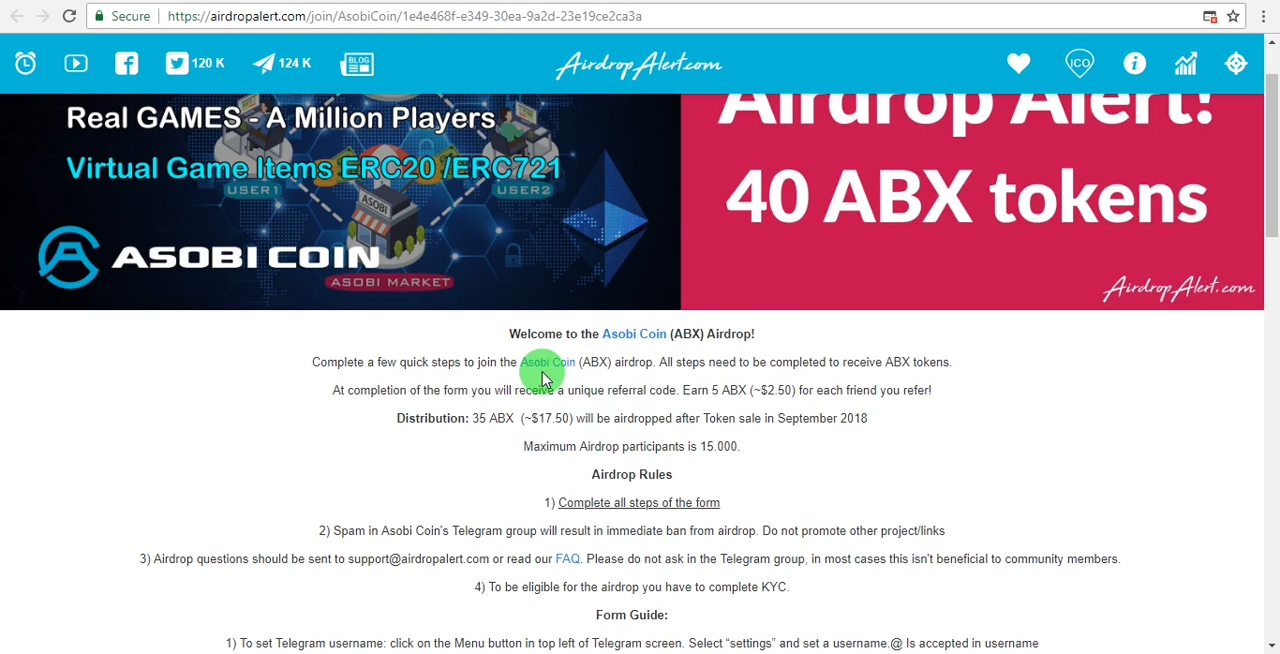 Secure https://airdropalert.com/join/AsobiCoin/1e4e468f-e349-30ea-9a2d-23e19ce2ca3a
120 K 124 K BLOG AirdropAlert.com ICO i
Real GAMES - A Million Players
Virtual Game Items ERC20 /ERC721
USER1 USER2
ASOBI
ASOBI COIN
ASOBI MARKET
Airdrop Alert!
40 ABX tokens
AirdropAlert.com
Welcome to the Asobi Coin (ABX) Airdrop!
Complete a few quick steps to join the Asobi Coin (ABX) airdrop. All steps need to be completed to receive ABX tokens.
At completion of the form you will receive a unique referral code. Earn 5 ABX (~$2.50) for each friend you refer!
Distribution: 35 ABX (~$17.50) will be airdropped after Token sale in September 2018
Maximum Airdrop participants is 15.000.
Airdrop Rules
1) Complete all steps of the form
2) Spam in Asobi Coin's Telegram group will result in immediate ban from airdrop. Do not promote other project/links
3) Airdrop questions should be sent to support@airdropalert.com or read our FAQ. Please do not ask in the Telegram group, in most cases this isn't beneficial to community members.
4) To be eligible for the airdrop you have to complete KYC.
Form Guide:
1) To set Telegram username: click on the Menu button in top left of Telegram screen. Select “settings” and set a username.@ Is accepted in username